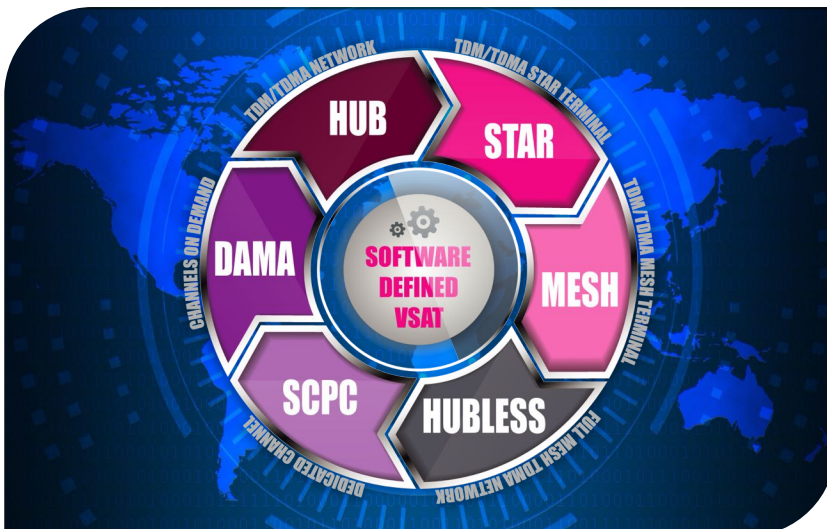 TDM/TDMA NETWORK
HUB
TDM/TDMA STAR TERMINAL
STAR
TDM/TDMA MESH TERMINAL
MESH
FULL MESH TDMA NETWORK
HUBLESS
DEDICATED CHANNEL
SCPC
CHANNELS ON DEMAND
DAMA
SOFTWARE
DEFINED
VSAT